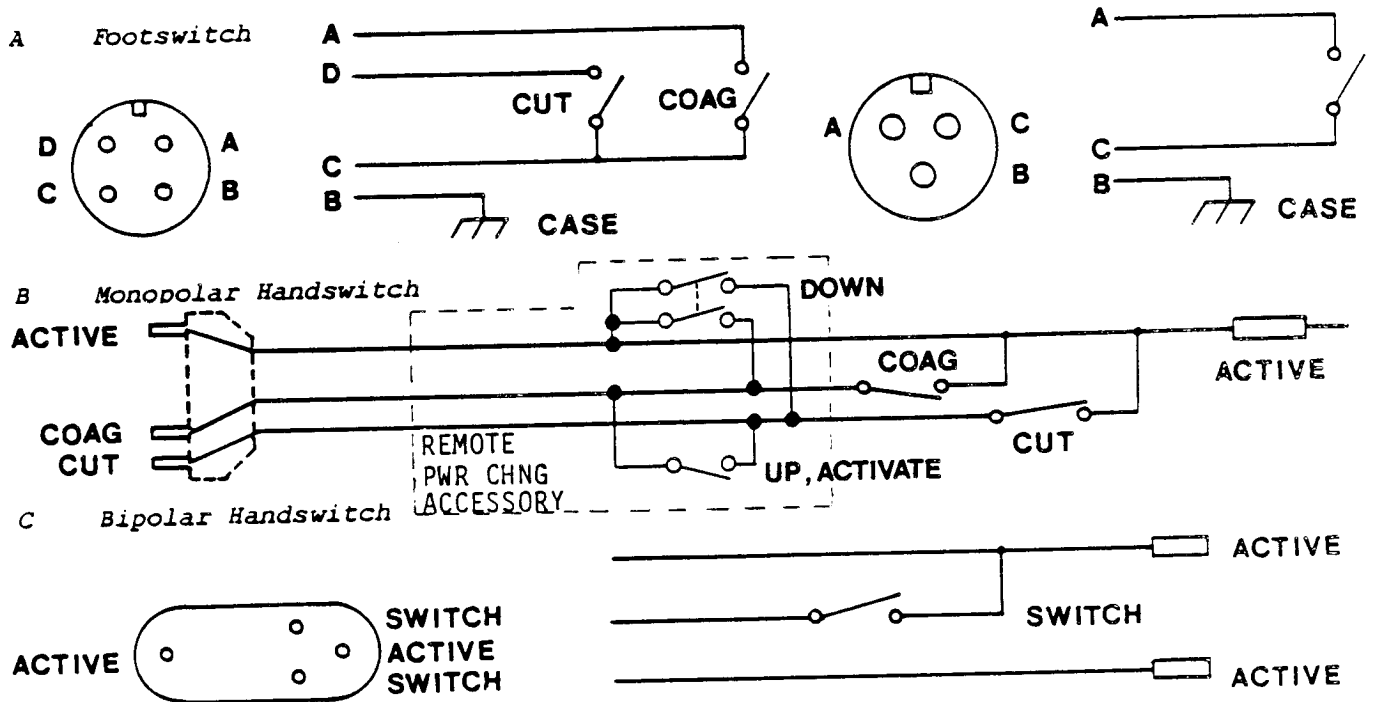 A Footswitch
A
D
CUT
COAG
C
B
CASE
D
A
C
B
A
C
B
A
C
B
CASE
B Monopolar Handswitch
ACTIVE
COAG
CUT
REMOTE
PWR CHNG
ACCESSORY
DOWN
UP, ACTIVATE
COAG
CUT
ACTIVE
C Bipolar Handswitch
ACTIVE
SWITCH
ACTIVE
SWITCH
ACTIVE
SWITCH
ACTIVE